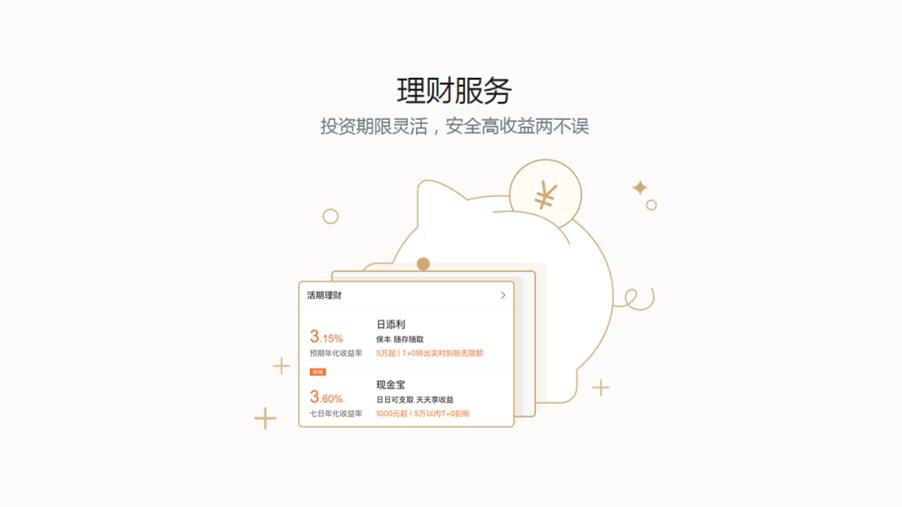 理财服务
投资期限灵活，安全高收益两不误
¥
活期理财
日添利
3.15%
保本 随存随取
预期年化收益率
5万起 | T+0转出实时到账无限额
现金宝
3.60%
日日可支取 天天享收益
七日年化收益率
1000元起 | 5万以内T+0到账